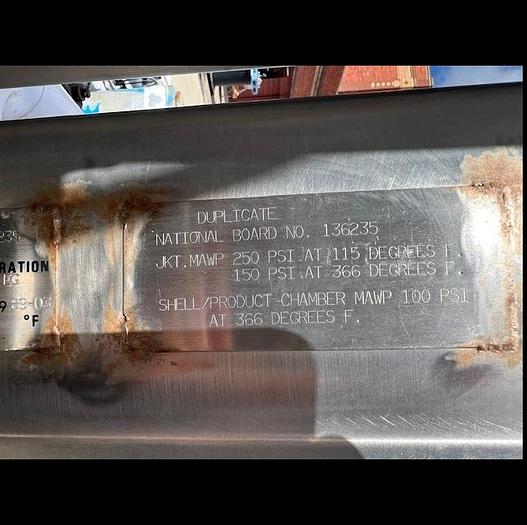 DUPLICATE
NATIONAL BOARD NO. 136235
JKT. MAWP 250 PSI AT 115 DEGREES F.
150 PSI AT 366 DEGREES F.
SHELL/PRODUCT CHAMBER MAWP 100 PSI
AT 366 DEGREES F.
235
RATION
°F